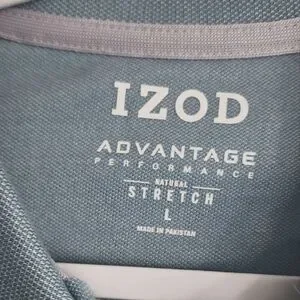 IZOD
ADVANTAGE
PERFORMANCE
NATURAL
STRETCH
L
MADE IN PAKISTAN